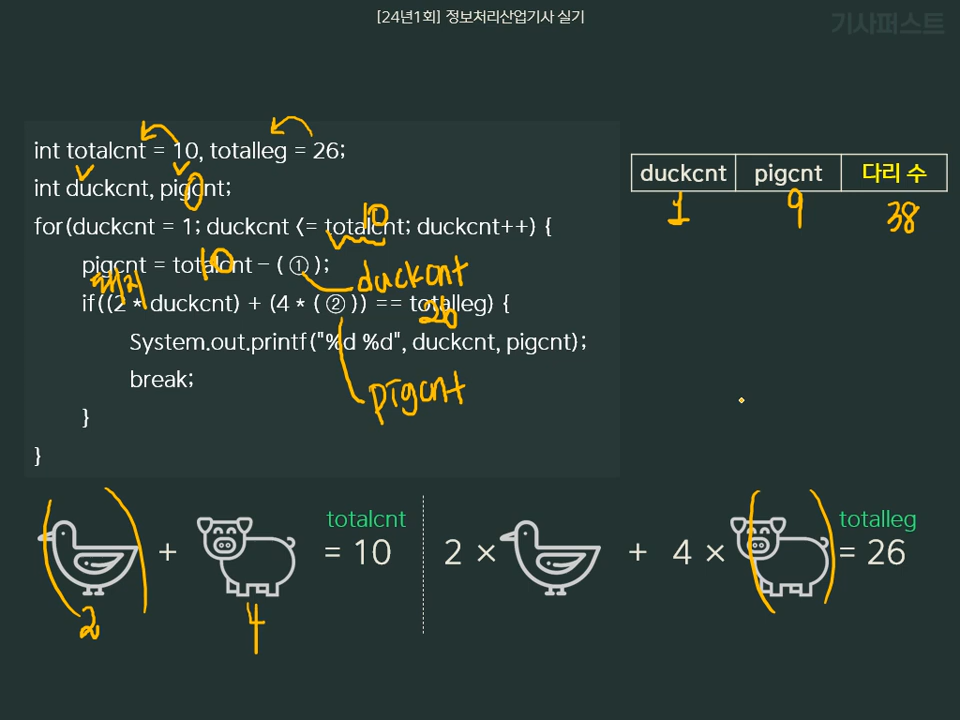 [24년1회] 정보처리산업기사 실기
기사퍼스트
int totalcnt = 10, totalleg = 26;
int duckcnt, pigcnt;
0
10
for(duckcnt = 1; duckcnt <= totalcnt; duckcnt++) {
10
pigcnt = totalcnt - ( ① );
duckcnt
if((2 * duckcnt) + (4 * ( ② )) == totalleg) {
26
System.out.printf("%d %d", duckcnt, pigcnt);
break;
pigcnt
}
}
duckcnt pigcnt 다리 수
1 9 38
totalcnt
+ = 10
2 4
totalleg
2 × + 4 × = 26